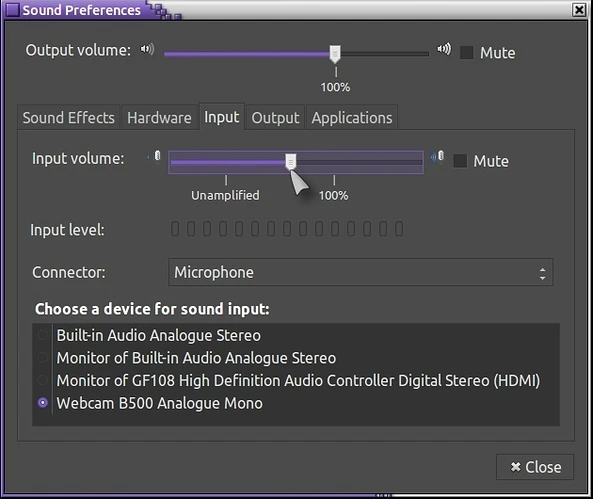 Sound Preferences
Output volume:
Mute
100%
Sound Effects Hardware Input Output Applications
Input volume:
Mute
Unamplified 100%
Input level:
Connector: Microphone
Choose a device for sound input:
Built-in Audio Analogue Stereo
Monitor of Built-in Audio Analogue Stereo
Monitor of GF108 High Definition Audio Controller Digital Stereo (HDMI)
Webcam B500 Analogue Mono
Close